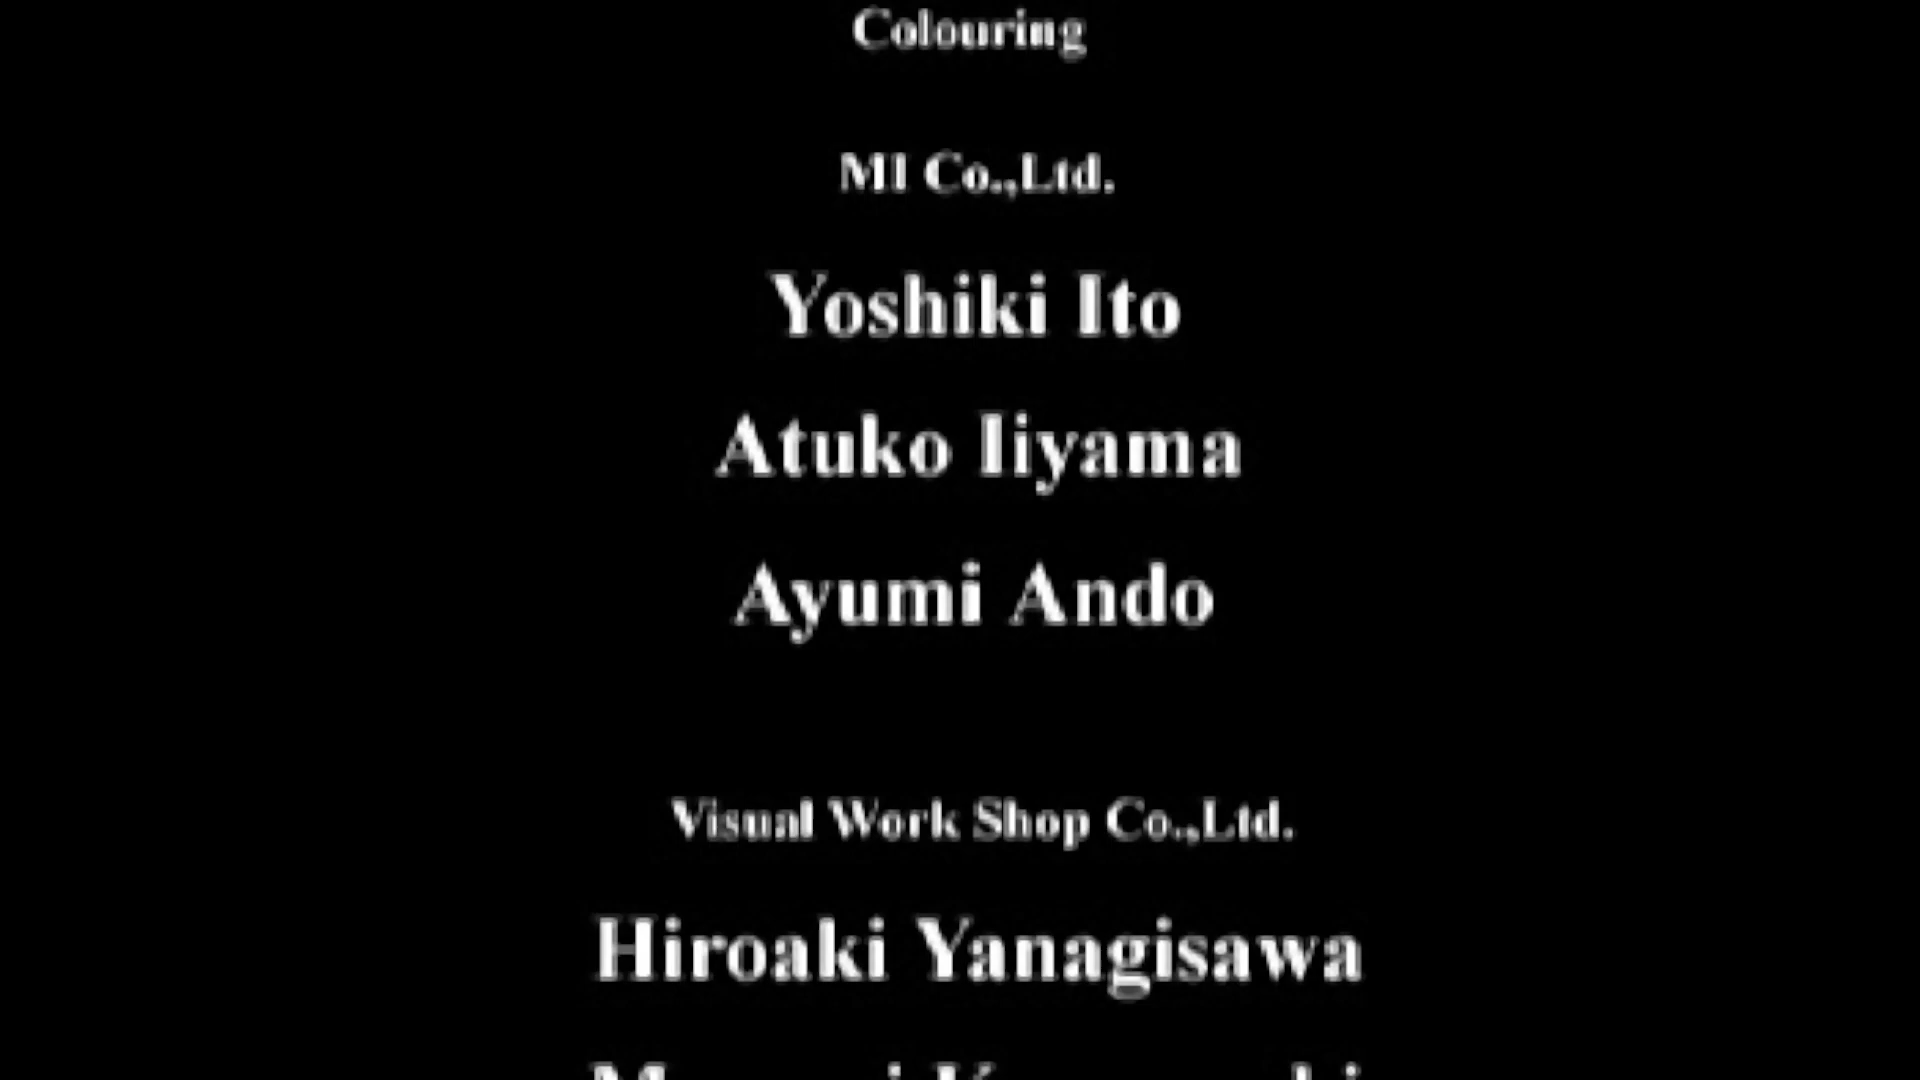 Colouring
MI Co.,Ltd.
Yoshiki Ito
Atuko Iiyama
Ayumi Ando
Visual Work Shop Co.,Ltd.
Hiroaki Yanagisawa